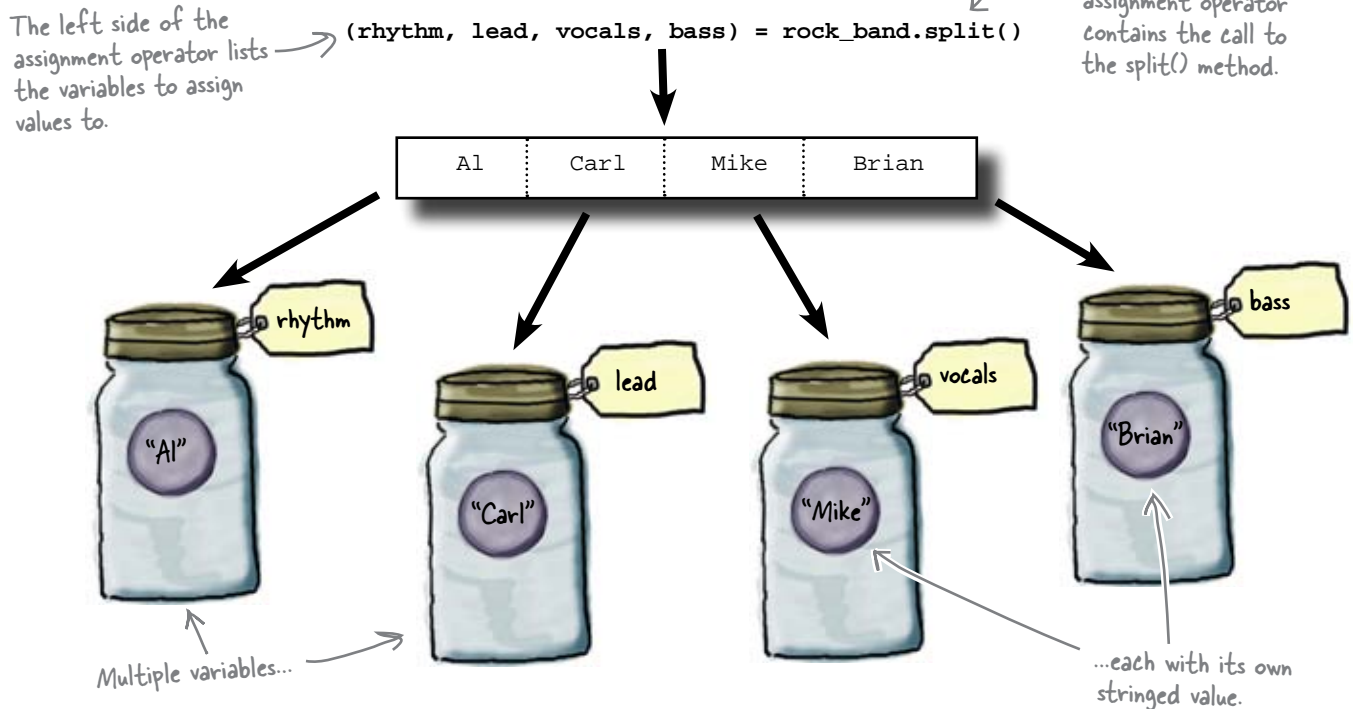 The left side of the
assignment operator lists
the variables to assign
values to.
(rhythm, lead, vocals, bass) = rock_band.split()
assignment operator
contains the call to
the split() method.
Al Carl Mike Brian
rhythm
lead
vocals
bass
“Al”
“Carl”
“Mike”
“Brian”
Multiple variables...
...each with its own
stringed value.